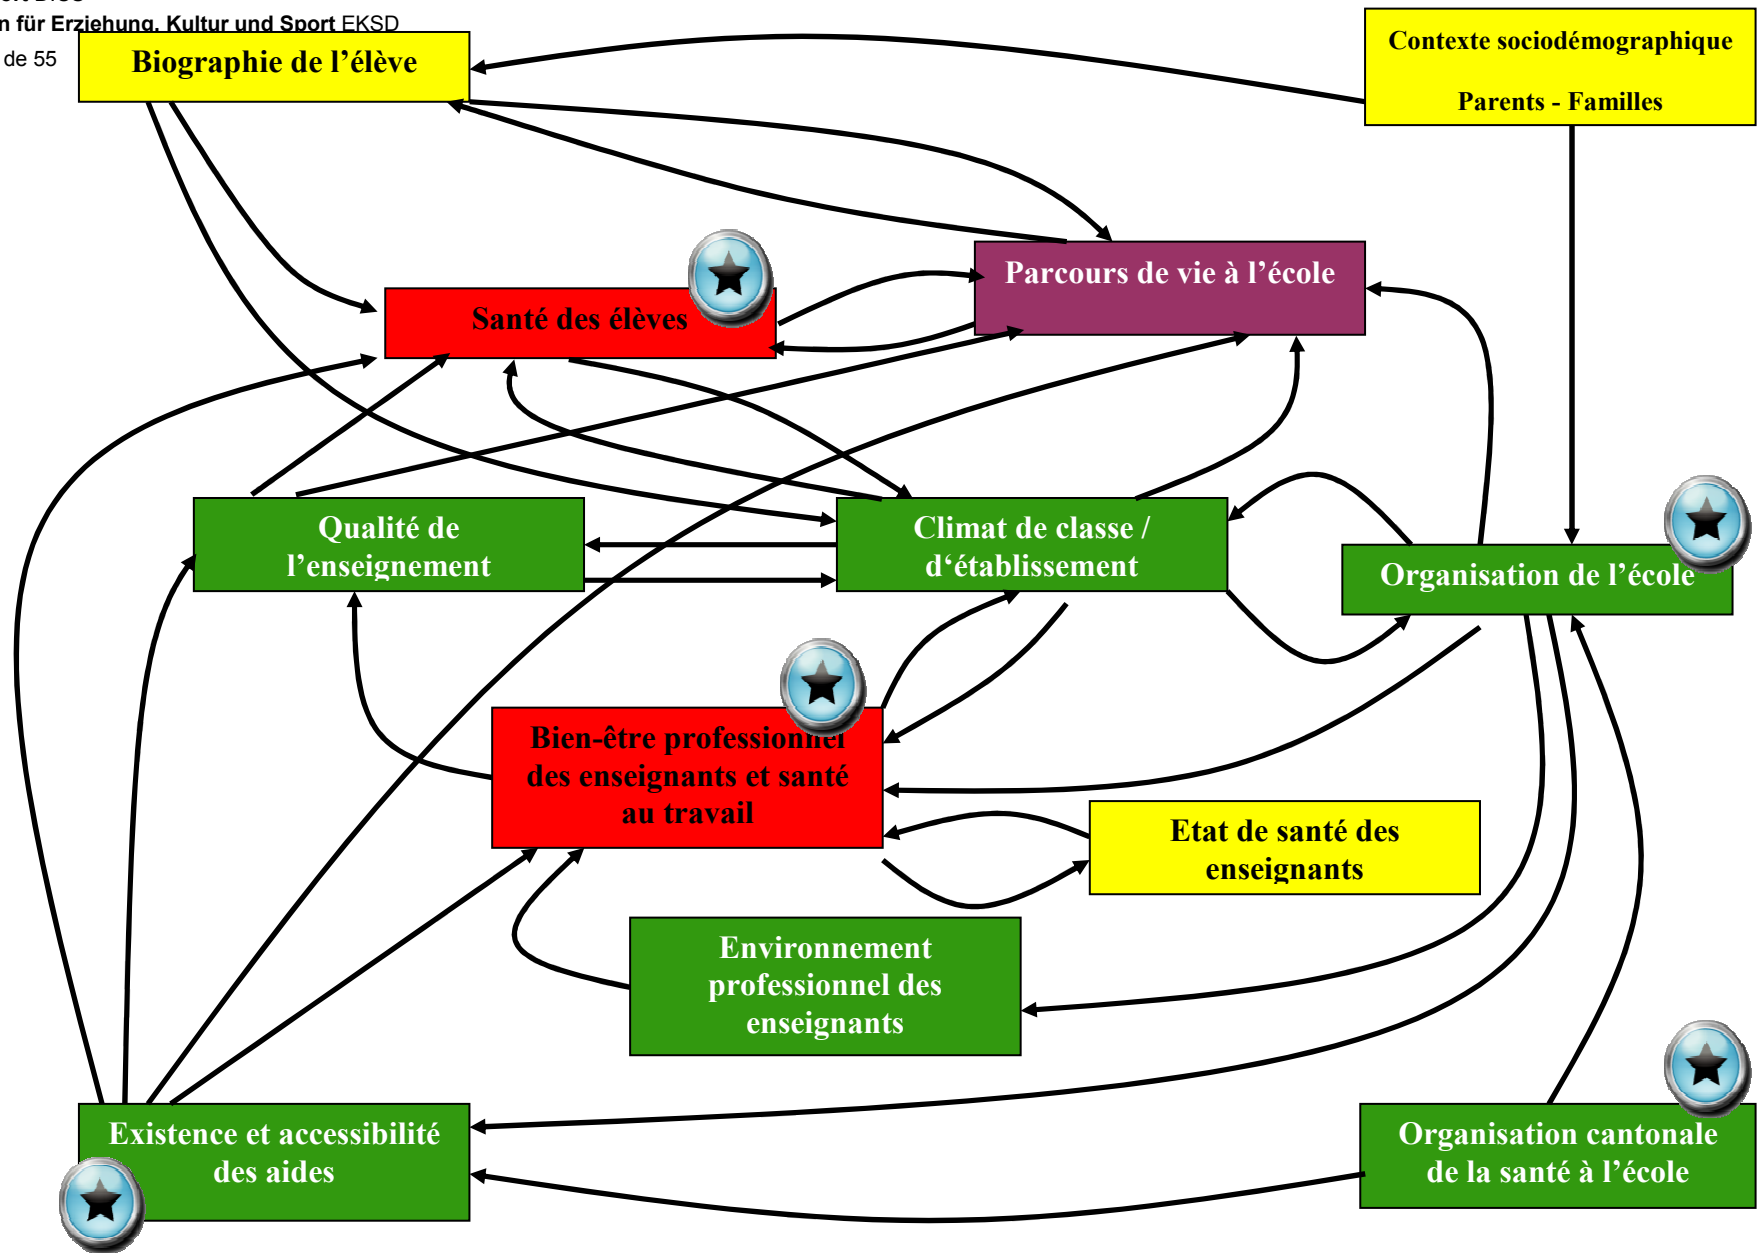 n für Erziehung, Kultur und Sport EKSD
de 55
Biographie de l’élève
Contexte sociodémographique
Parents - Familles
Parcours de vie à l’école
Santé des élèves
Qualité de
l’enseignement
Climat de classe /
d‘établissement
Organisation de l’école
Bien-être professionnel
des enseignants et santé
au travail
Etat de santé des
enseignants
Environnement
professionnel des
enseignants
Existence et accessibilité
des aides
Organisation cantonale
de la santé à l’école